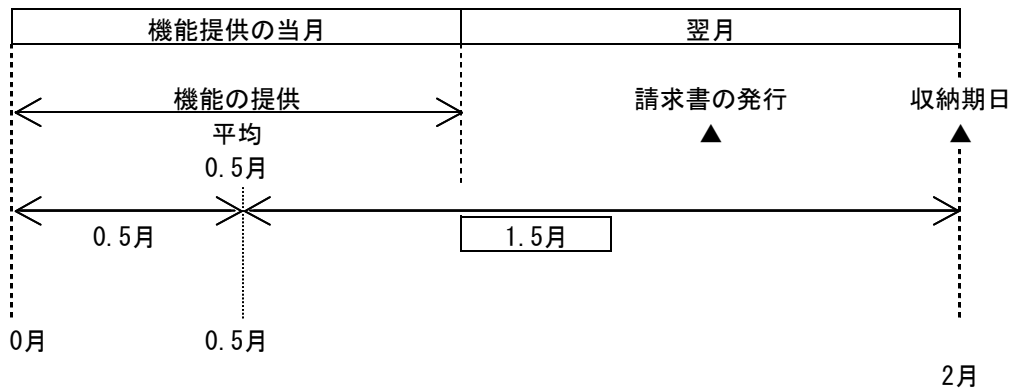 機能提供の当月 翌月
機能の提供 請求書の発行 収納期日
平均 ▲ ▲
0.5月
0.5月 1.5月
0月 0.5月
2月